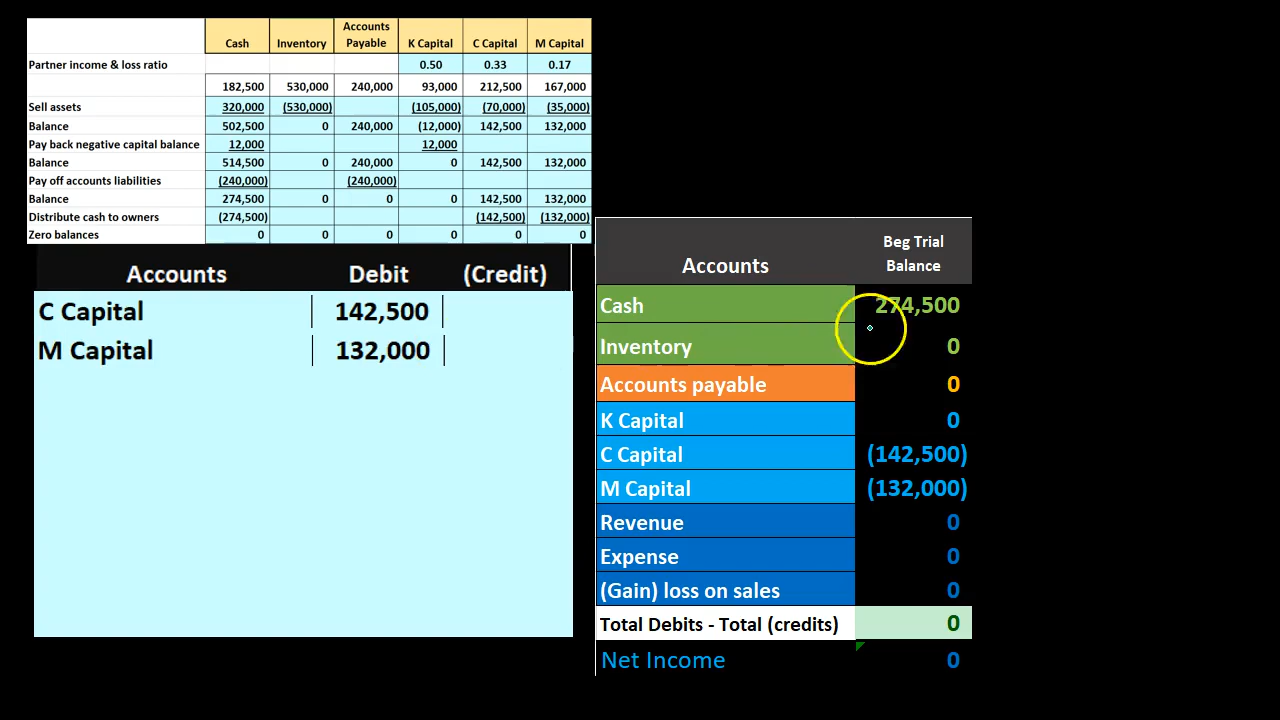 Cash Inventory Accounts Payable K Capital C Capital M Capital
Partner income & loss ratio 0.50 0.33 0.17
182,500 530,000 240,000 93,000 212,500 167,000
Sell assets 320,000 (530,000) (105,000) (70,000) (35,000)
Balance 502,500 0 240,000 (12,000) 142,500 132,000
Pay back negative capital balance 12,000 12,000
Balance 514,500 0 240,000 0 142,500 132,000
Pay off accounts liabilities (240,000) (240,000)
Balance 274,500 0 0 0 142,500 132,000
Distribute cash to owners (274,500) (142,500) (132,000)
Zero balances 0 0 0 0 0 0
Accounts Debit (Credit)
C Capital 142,500
M Capital 132,000
Accounts Beg Trial Balance
Cash 274,500
Inventory 0
Accounts payable 0
K Capital 0
C Capital (142,500)
M Capital (132,000)
Revenue 0
Expense 0
(Gain) loss on sales 0
Total Debits - Total (credits) 0
Net Income 0